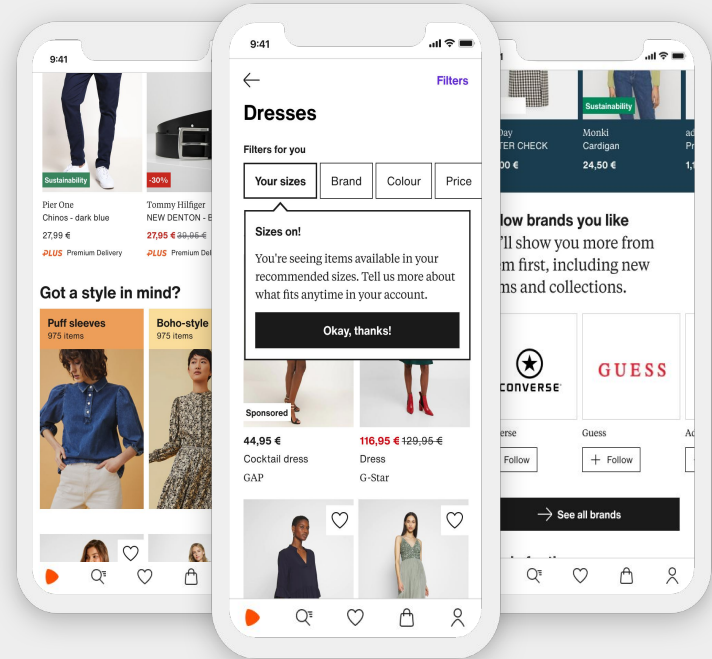 9:41
Sustainability
-30%
Pier One
Chinos - dark blue
27,99 €
PLUS Premium Delivery
Tommy Hilfiger
NEW DENTON - B
27,95 € 39,95 €
PLUS Premium Del
Got a style in mind?
Puff sleeves
975 items
Boho-style
975 items
9:41
Filters
Dresses
Filters for you
Your sizes
Brand
Colour
Price
Sizes on!
You're seeing items available in your
recommended sizes. Tell us more about
what fits anytime in your account.
Okay, thanks!
Sponsored
44,95 €
Cocktail dress
GAP
116,95 € 129,95 €
Dress
G-Star
Sustainability
TER CHECK
00 €
Monki
Cardigan
24,50 €
low brands you like
'll show you more from
m first, including new
ms and collections.
CONVERSE
GUESS
erse
Follow
Guess
+ Follow
See all brands